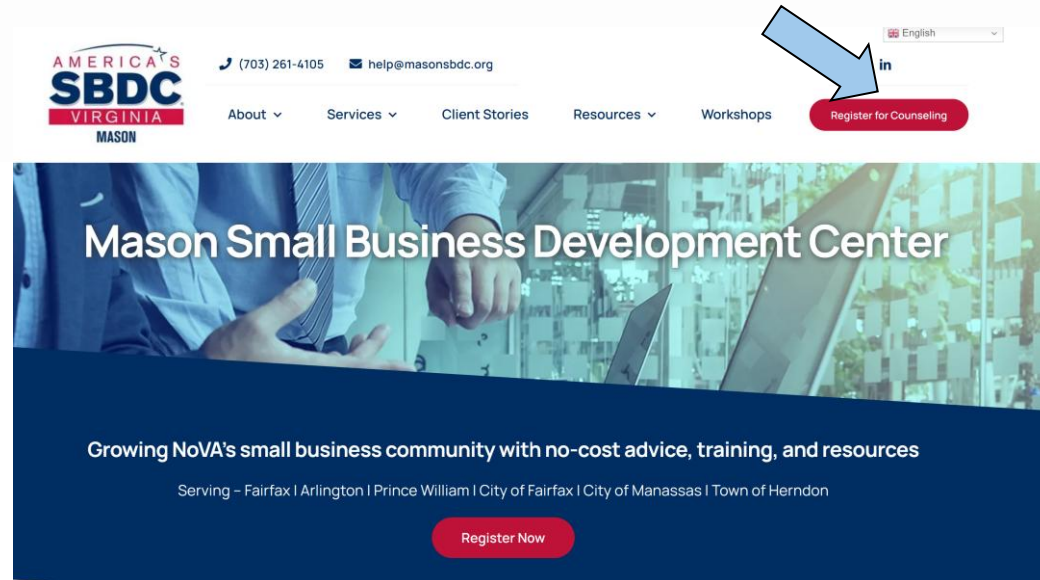 English
AMERICA'S
SBDC
VIRGINIA
MASON
(703) 261-4105
help@masonsbdc.org
in
About
Services
Client Stories
Resources
Workshops
Register for Counseling
Mason Small Business Development Center
Growing NoVA's small business community with no-cost advice, training, and resources
Serving – Fairfax | Arlington | Prince William | City of Fairfax | City of Manassas | Town of Herndon
Register Now